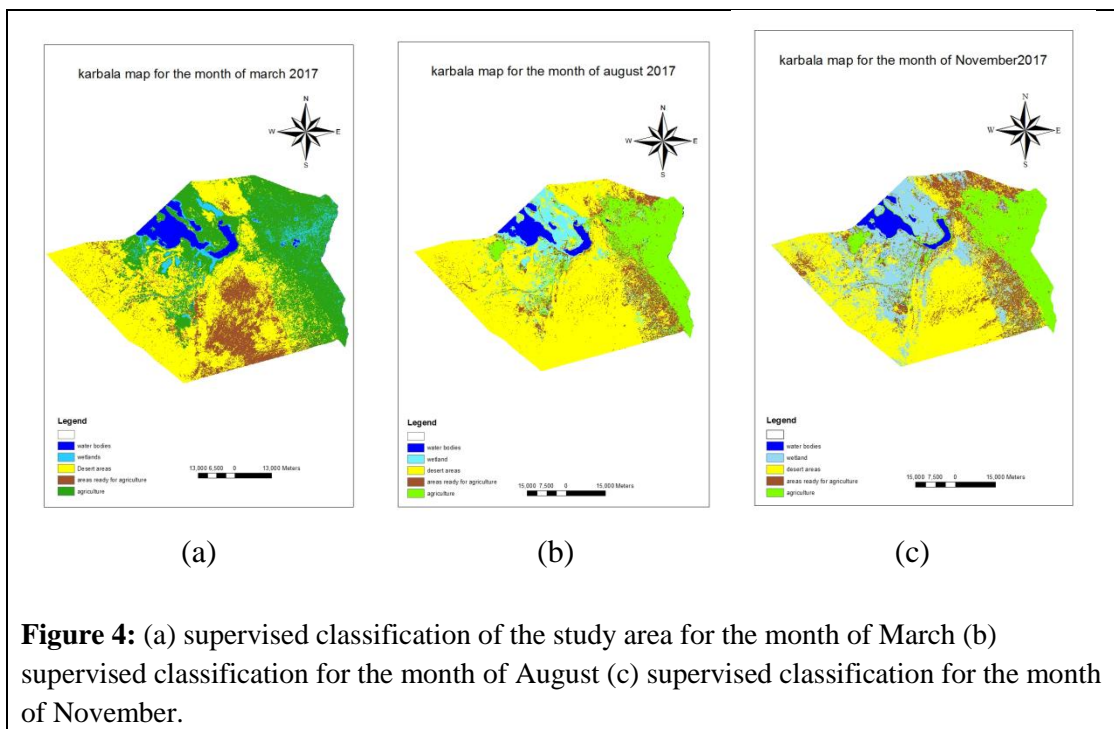 karbala map for the month of march 2017
N
W E
S
Legend
water bodies
wetlands
Desert areas
areas ready for agriculture
agriculture
13,000 6,500 0 13,000 Meters
karbala map for the month of august 2017
N
W E
S
Legend
water bodies
wetland
desert areas
areas ready for agriculture
agriculture
15,000 7,500 0 15,000 Meters
karbala map for the month of November2017
N
W E
S
Legend
water bodies
wetland
desert areas
areas ready for agriculture
agriculture
15,000 7,500 0 15,000 Meters
(a) (b) (c)
Figure 4: (a) supervised classification of the study area for the month of March (b)
supervised classification for the month of August (c) supervised classification for the month
of November.